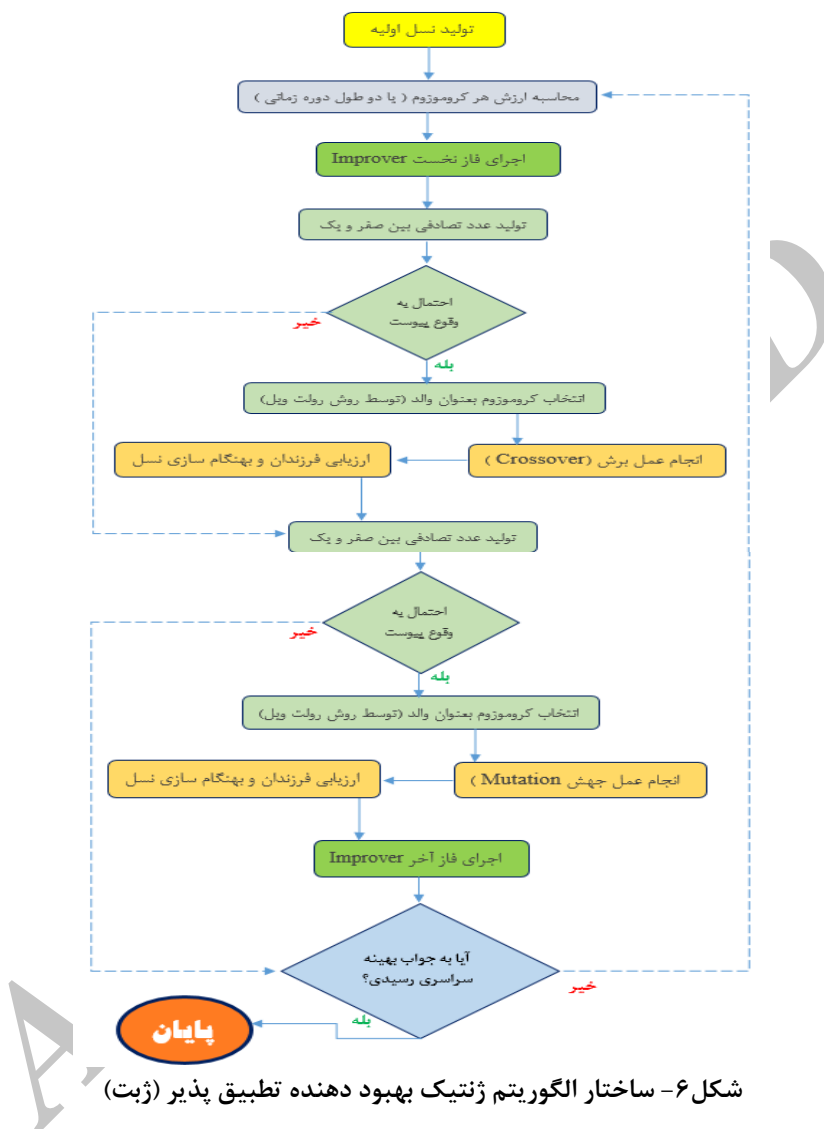 تولید نسل اولیه
محاسبه ارزش هر کروموزوم ( یا دو طول دوره زمانی )
اجرای فاز نخست Improver
تولید عدد تصادفی بین صفر و یک
احتمال به
وقوع پیوست
خیر
بله
انتخاب کروموزوم بعنوان والد (توسط روش رولت ویل)
انجام عمل برش (Crossover )
ارزیابی فرزندان و بهنگام سازی نسل
تولید عدد تصادفی بین صفر و یک
احتمال به
وقوع پیوست
خیر
بله
انتخاب کروموزوم بعنوان والد (توسط روش رولت ویل)
انجام عمل جهش Mutation )
ارزیابی فرزندان و بهنگام سازی نسل
اجرای فاز آخر Improver
آیا به جواب بهینه
سراسری رسیدی؟
خیر
بله
پایان
شکل۶- ساختار الگوریتم ژنتیک بهبود دهنده تطبیق پذیر (ژبت)